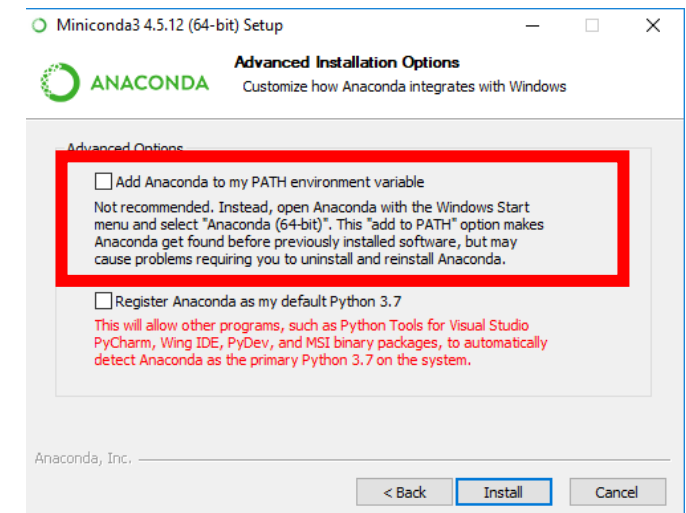 Miniconda3 4.5.12 (64-bit) Setup
ANACONDA
Advanced Installation Options
Customize how Anaconda integrates with Windows
Advanced Options
Add Anaconda to my PATH environment variable
Not recommended. Instead, open Anaconda with the Windows Start
menu and select "Anaconda (64-bit)". This "add to PATH" option makes
Anaconda get found before previously installed software, but may
cause problems requiring you to uninstall and reinstall Anaconda.
Register Anaconda as my default Python 3.7
This will allow other programs, such as Python Tools for Visual Studio
PyCharm, Wing IDE, PyDev, and MSI binary packages, to automatically
detect Anaconda as the primary Python 3.7 on the system.
Anaconda, Inc.
< Back Install Cancel